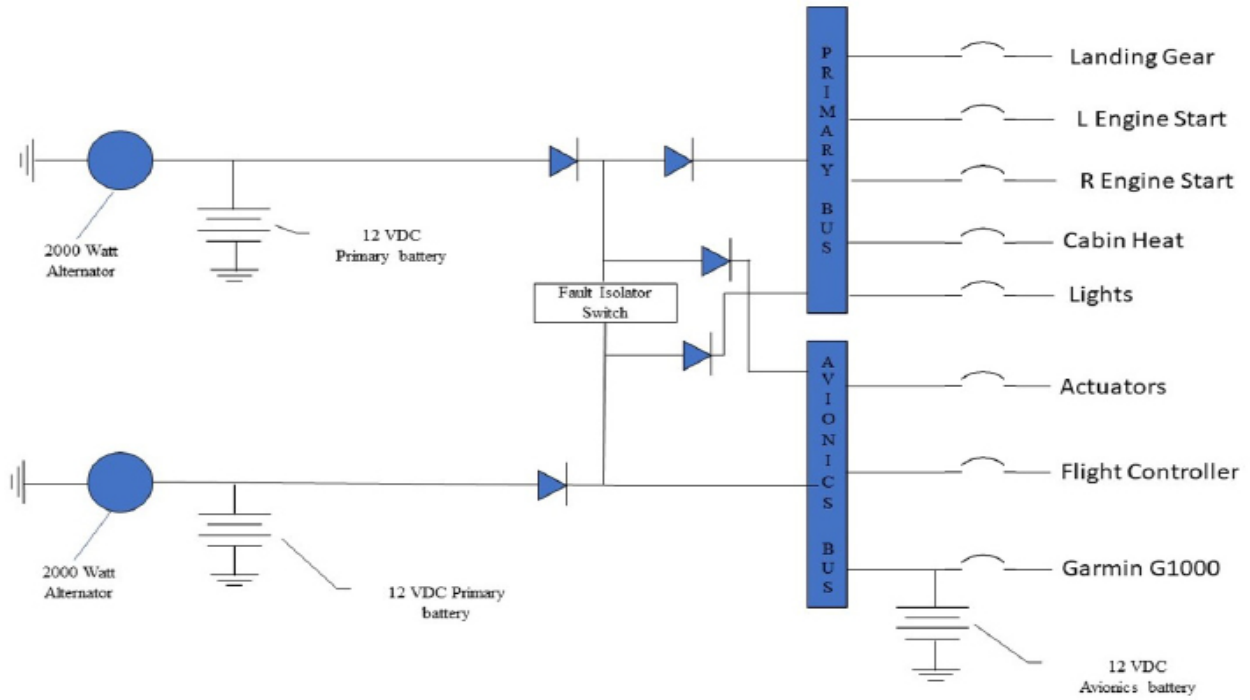 PRIMARY BUS
Landing Gear
L Engine Start
R Engine Start
Cabin Heat
Lights
2000 Watt
Alternator
12 VDC
Primary battery
Fault Isolator
Switch
AVIONICS BUS
Actuators
Flight Controller
Garmin G1000
2000 Watt
Alternator
12 VDC Primary
battery
12 VDC
Avionics battery